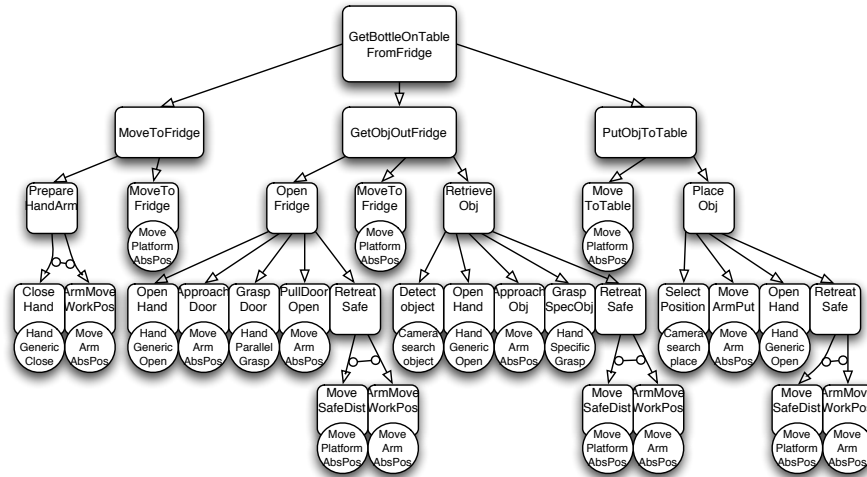 GetBottleOnTable
FromFridge
MoveToFridge
GetObjOutFridge
PutObjToTable
Prepare
HandArm
MoveTo
Fridge
Move
Platform
AbsPos
Open
Fridge
MoveTo
Fridge
Move
Platform
AbsPos
Retrieve
Obj
Move
ToTable
Move
Platform
AbsPos
Place
Obj
Close
Hand
Hand
Generic
Close
ArmMove
WorkPos
Move
Arm
AbsPos
Open
Hand
Hand
Generic
Open
Approach
Door
Move
Arm
AbsPos
Grasp
Door
Hand
Parallel
Grasp
PullDoor
Open
Move
Arm
AbsPos
Retreat
Safe
Detect
object
Camera
search
object
Open
Hand
Hand
Generic
Open
Approach
Obj
Move
Arm
AbsPos
Grasp
SpecObj
Hand
Specific
Grasp
Retreat
Safe
Select
Position
Camera
search
place
Move
ArmPut
Move
Arm
AbsPos
Open
Hand
Hand
Generic
Open
Retreat
Safe
Move
SafeDist
Move
Platform
AbsPos
ArmMove
WorkPos
Move
Arm
AbsPos
Move
SafeDist
Move
Platform
AbsPos
ArmMove
WorkPos
Move
Arm
AbsPos
Move
SafeDist
Move
Platform
AbsPos
ArmMove
WorkPos
Move
Arm
AbsPos